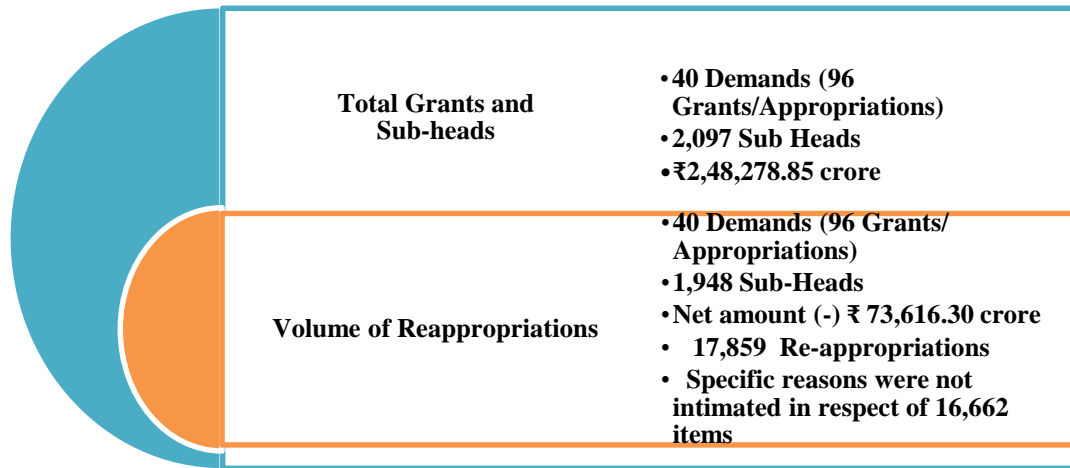 Total Grants and
Sub-heads
•40 Demands (96
Grants/Appropriations)
•2,097 Sub Heads
•₹2,48,278.85 crore
Volume of Reappropriations
•40 Demands (96 Grants/
Appropriations)
•1,948 Sub-Heads
•Net amount (-) ₹ 73,616.30 crore
• 17,859 Re-appropriations
• Specific reasons were not
intimated in respect of 16,662
items